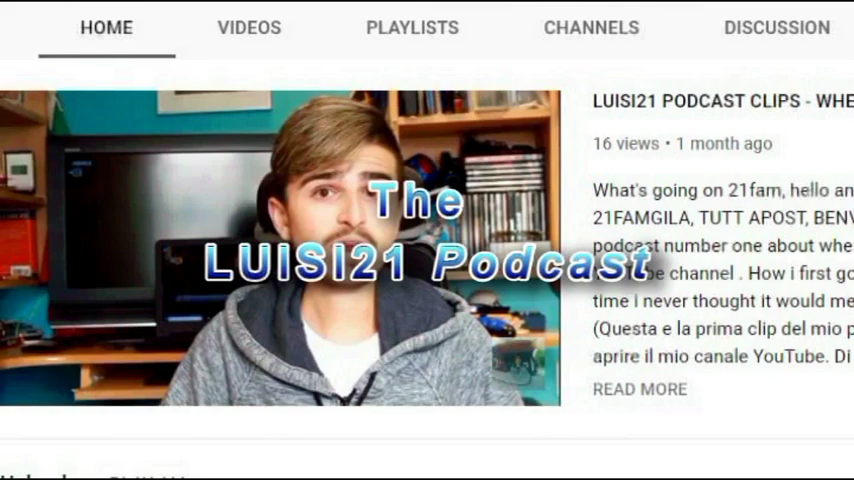 HOME VIDEOS PLAYLISTS CHANNELS DISCUSSION
The
LUISI21 Podcast
LUISI21 PODCAST CLIPS - WHE
16 views • 1 month ago
What's going on 21fam, hello an
21FAMGILA, TUTT APOST, BENV
podcast number one about whe
be channel . How i first go
time i never thought it would me
(Questa e la prima clip del mio p
aprire il mio canale YouTube. Di
READ MORE